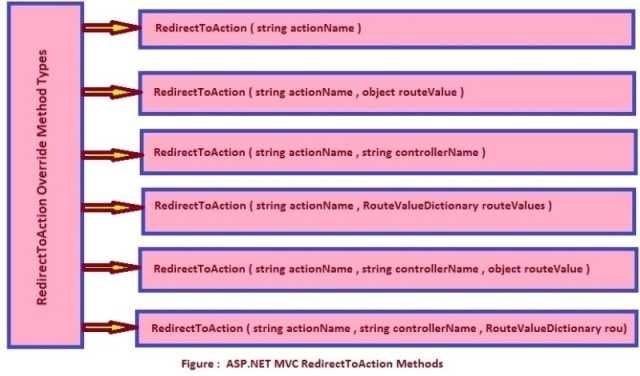 RedirectToAction Override Method Types
RedirectToAction ( string actionName )
RedirectToAction ( string actionName , object routeValue )
RedirectToAction ( string actionName , string controllerName )
RedirectToAction ( string actionName , RouteValueDictionary routeValues )
RedirectToAction ( string actionName , string controllerName , object routeValue )
RedirectToAction ( string actionName , string controllerName , RouteValueDictionary rou)
Figure : ASP.NET MVC RedirectToAction Methods